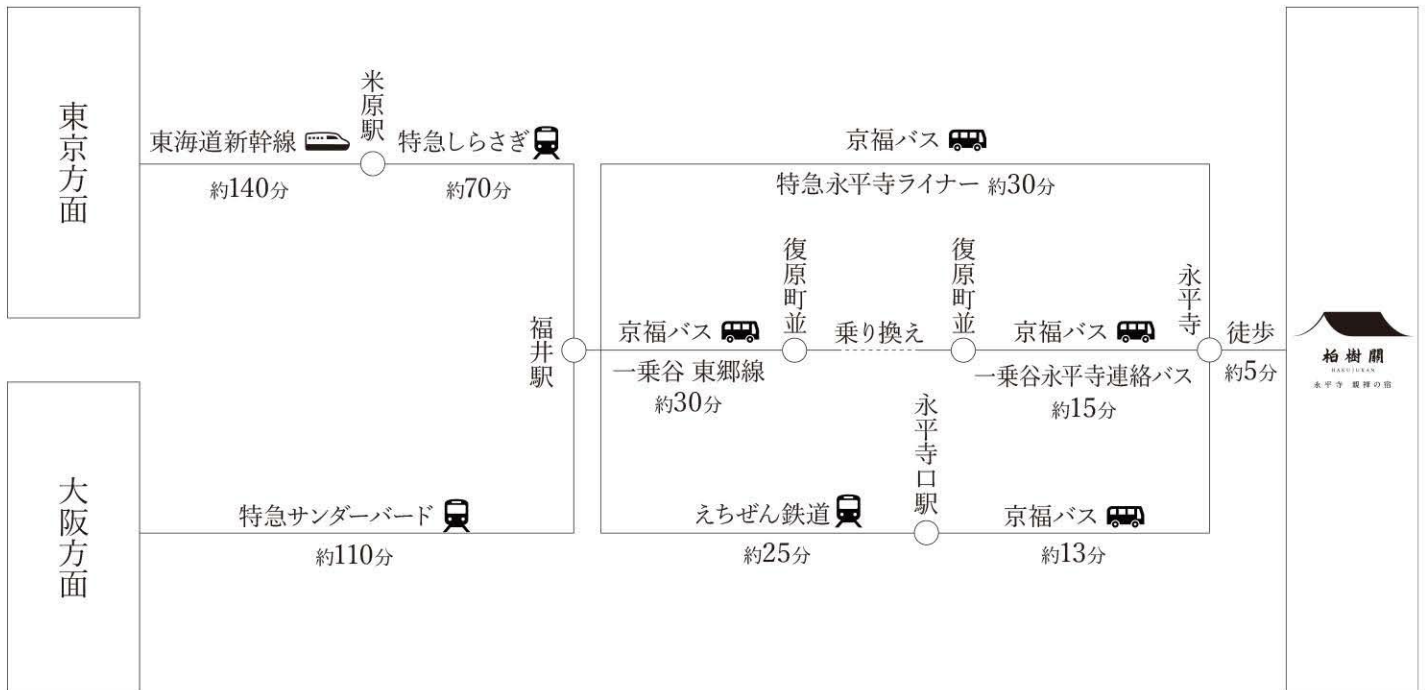 東京方面
東海道新幹線
約140分
米原駅
特急しらさぎ
約70分
大阪方面
特急サンダーバード
約110分
福井駅
京福バス
特急永平寺ライナー 約30分
京福バス
一乗谷 東郷線
約30分
復原町並
乗り換え
復原町並
京福バス
一乗谷永平寺連絡バス
約15分
えちぜん鉄道
約25分
永平寺口駅
京福バス
約13分
永平寺
徒歩
約5分
柏樹關
HAKUJUKAN
永平寺 親禅の宿